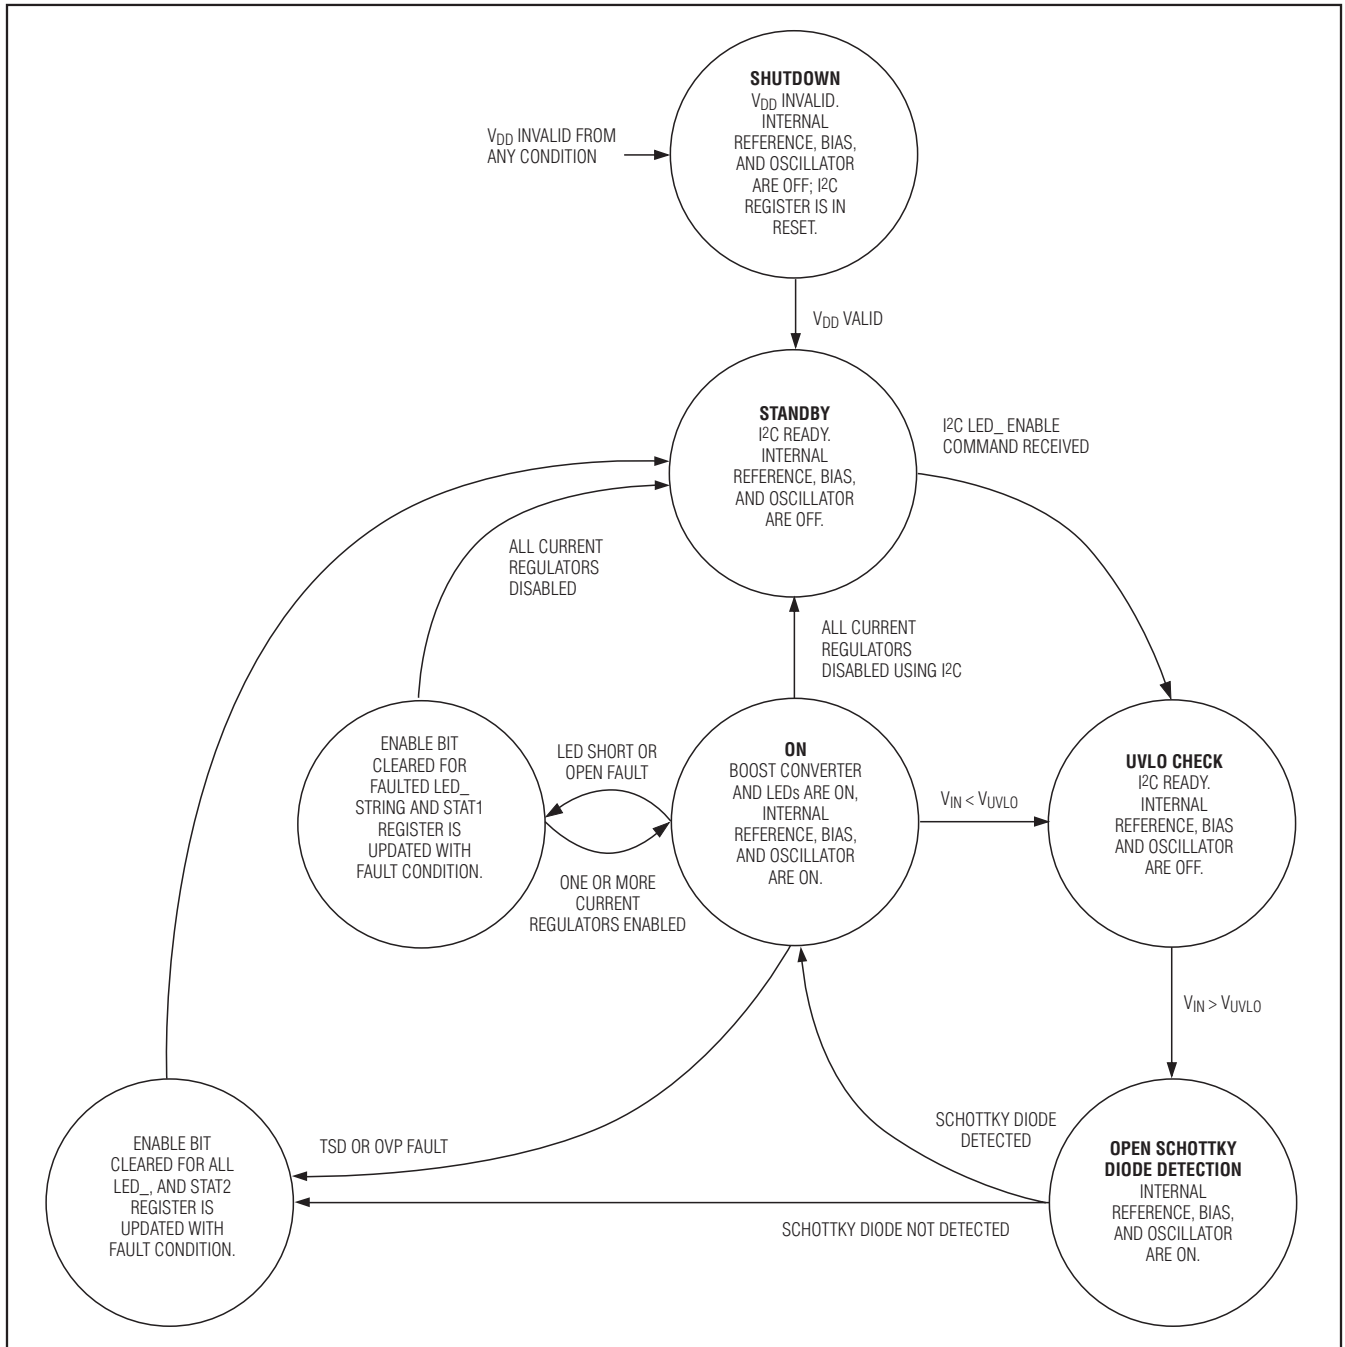 SHUTDOWN
VDD INVALID.
INTERNAL
REFERENCE, BIAS,
AND OSCILLATOR
ARE OFF; I2C
REGISTER IS IN
RESET.
VDD INVALID FROM
ANY CONDITION
VDD VALID
STANDBY
I2C READY.
INTERNAL
REFERENCE, BIAS,
AND OSCILLATOR
ARE OFF.
I2C LED_ ENABLE
COMMAND RECEIVED
ALL CURRENT
REGULATORS
DISABLED
ALL CURRENT
REGULATORS
DISABLED USING I2C
ENABLE BIT
CLEARED FOR
FAULTED LED_
STRING AND STAT1
REGISTER IS
UPDATED WITH
FAULT CONDITION.
LED SHORT OR
OPEN FAULT
ONE OR MORE
CURRENT
REGULATORS ENABLED
ON
BOOST CONVERTER
AND LEDs ARE ON,
INTERNAL
REFERENCE, BIAS,
AND OSCILLATOR
ARE ON.
VIN < VUVLO
UVLO CHECK
I2C READY.
INTERNAL
REFERENCE, BIAS
AND OSCILLATOR
ARE OFF.
VIN > VUVLO
ENABLE BIT
CLEARED FOR ALL
LED_, AND STAT2
REGISTER IS
UPDATED WITH
FAULT CONDITION.
TSD OR OVP FAULT
SCHOTTKY DIODE
DETECTED
SCHOTTKY DIODE NOT DETECTED
OPEN SCHOTTKY
DIODE DETECTION
INTERNAL
REFERENCE, BIAS,
AND OSCILLATOR
ARE ON.